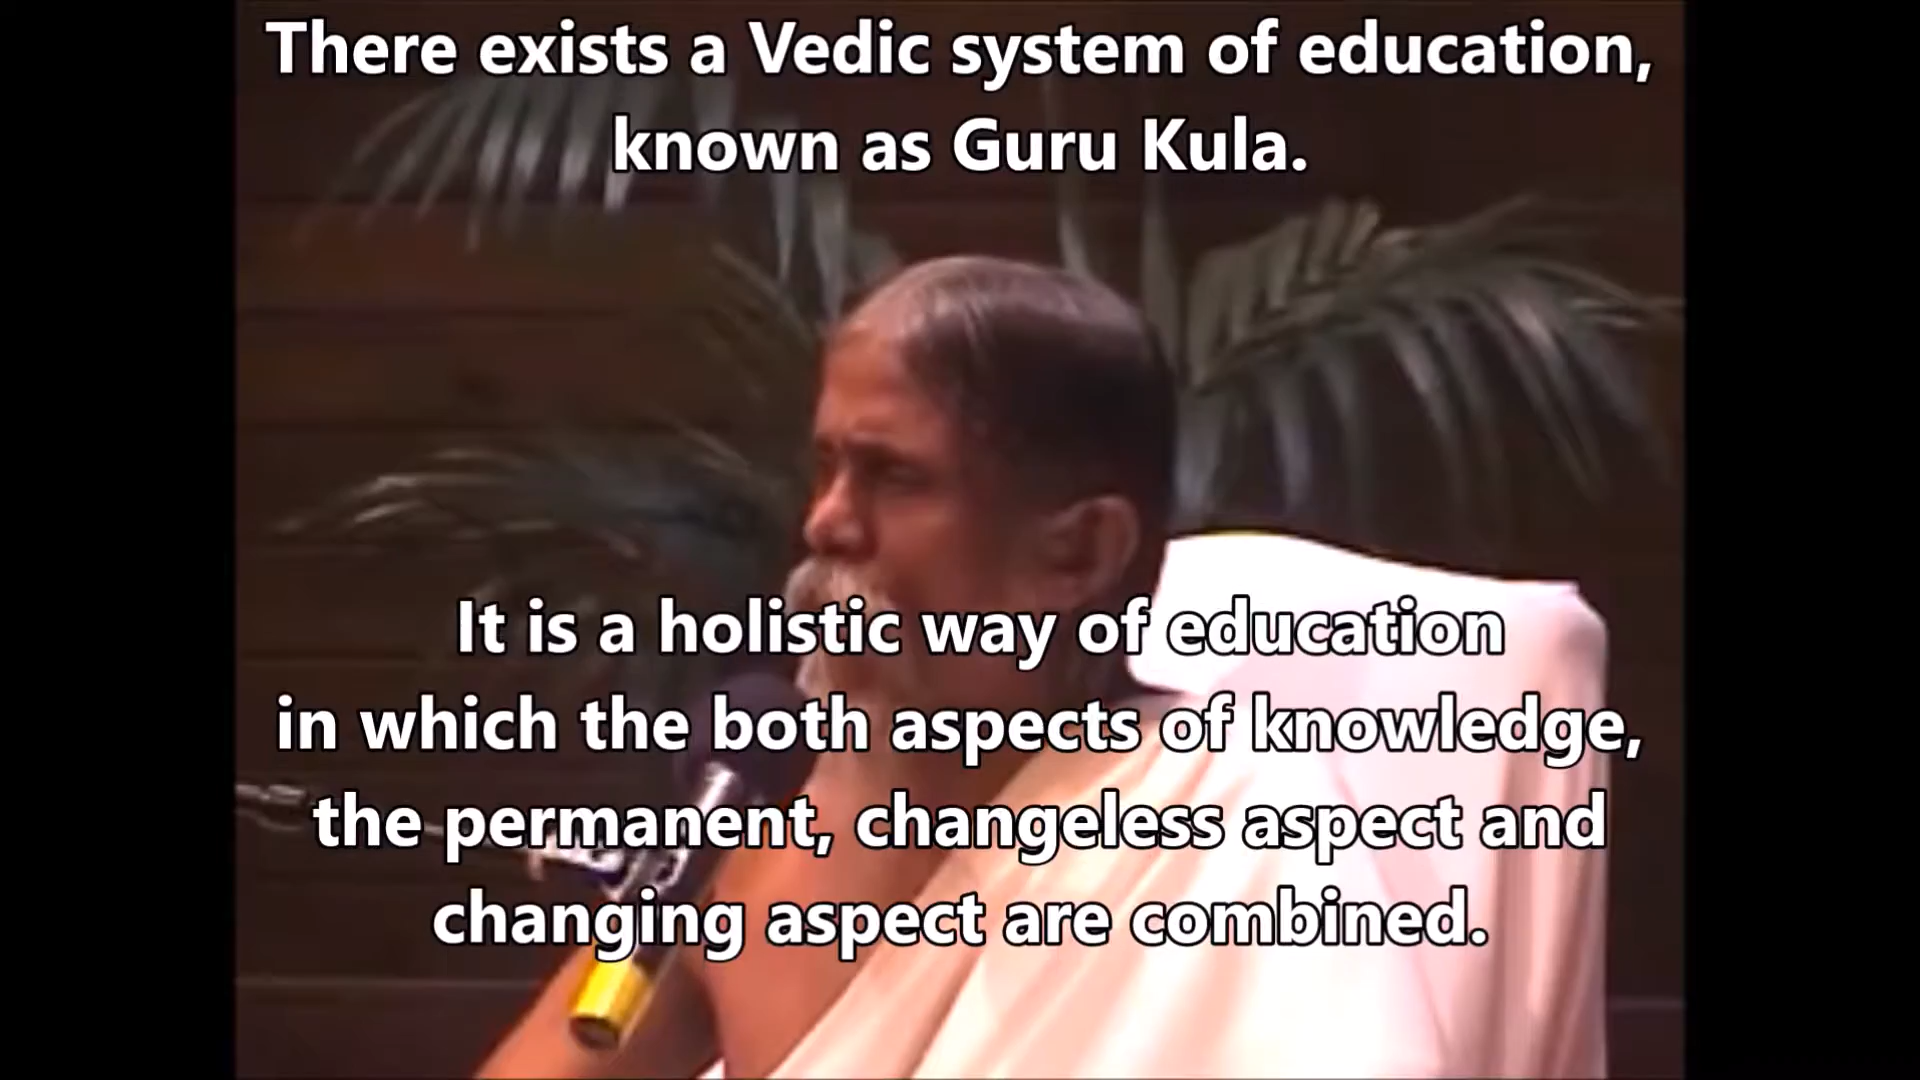 There exists a Vedic system of education,
known as Guru Kula.
It is a holistic way of education
in which the both aspects of knowledge,
the permanent, changeless aspect and
changing aspect are combined.